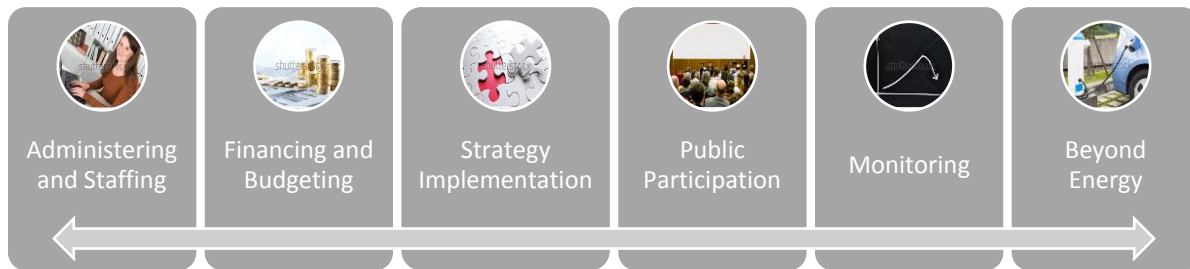 Administering
and Staffing
Financing and
Budgeting
Strategy
Implementation
Public
Participation
Monitoring
Beyond
Energy